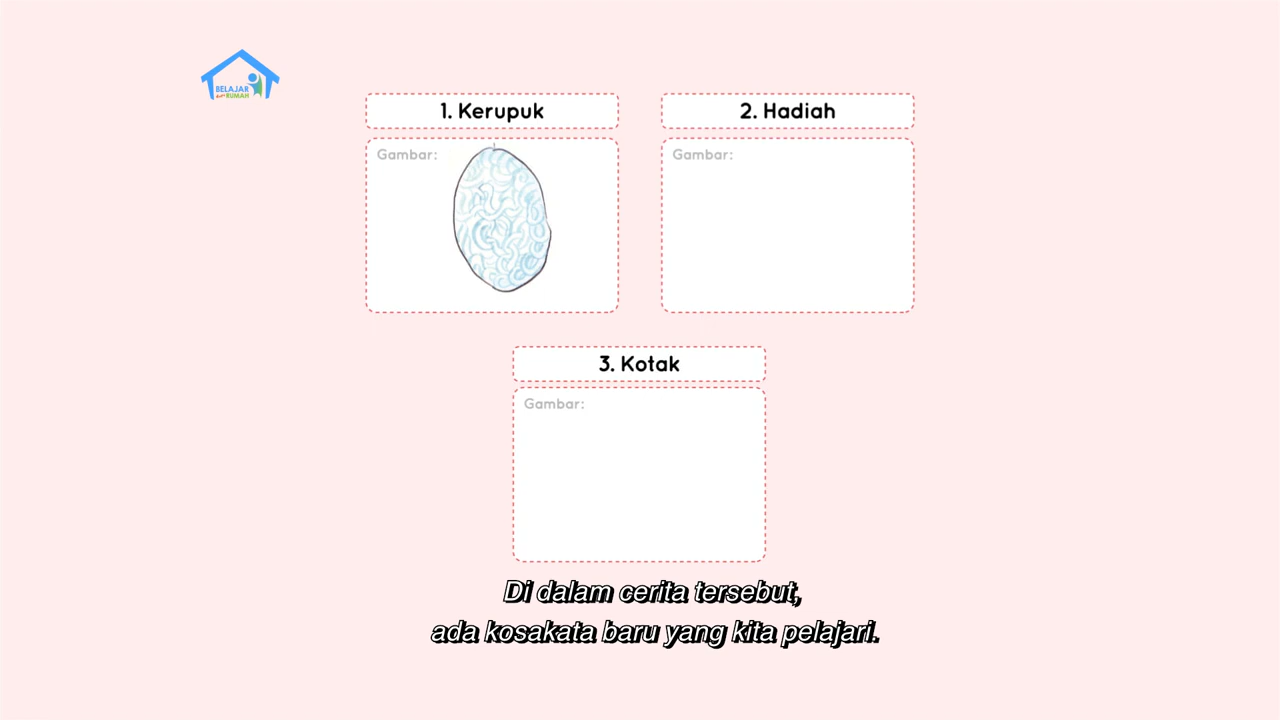 BELAJAR
dari RUMAH
1. Kerupuk
2. Hadiah
Gambar:
Gambar:
3. Kotak
Gambar:
Di dalam cerita tersebut,
ada kosakata baru yang kita pelajari.